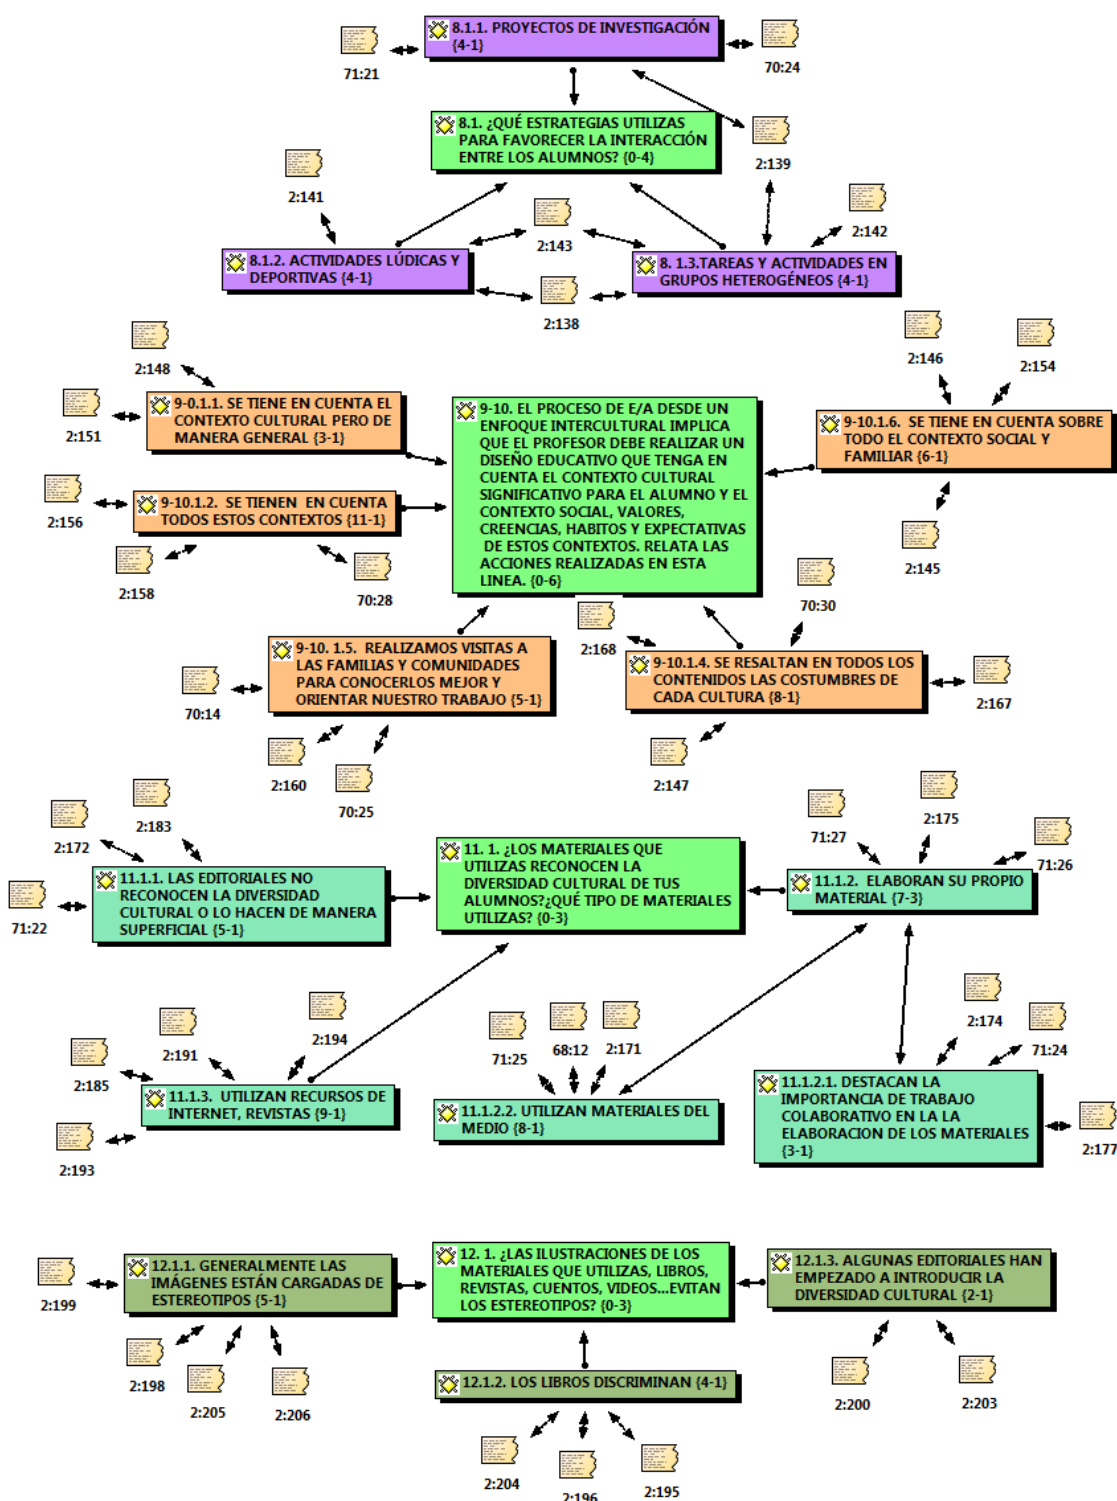 8.1.1. PROYECTOS DE INVESTIGACIÓN
{4-1}
71:21
70:24
8.1. ¿QUÉ ESTRATEGIAS UTILIZAS
PARA FAVORECER LA INTERACCIÓN
ENTRE LOS ALUMNOS? {0-4}
2:139
2:141
2:143
2:142
8.1.2. ACTIVIDADES LÚDICAS Y
DEPORTIVAS {4-1}
8. 1.3.TAREAS Y ACTIVIDADES EN
GRUPOS HETEROGÉNEOS {4-1}
2:138
2:148
2:146
2:154
2:151
9-0.1.1. SE TIENE EN CUENTA EL
CONTEXTO CULTURAL PERO DE
MANERA GENERAL {3-1}
9-10. EL PROCESO DE E/A DESDE UN
ENFOQUE INTERCULTURAL IMPLICA
QUE EL PROFESOR DEBE REALIZAR UN
DISEÑO EDUCATIVO QUE TENGA EN
CUENTA EL CONTEXTO CULTURAL
SIGNIFICATIVO PARA EL ALUMNO Y EL
CONTEXTO SOCIAL, VALORES,
CREENCIAS, HABITOS Y EXPECTATIVAS
DE ESTOS CONTEXTOS. RELATA LAS
ACCIONES REALIZADAS EN ESTA
LINEA. {0-6}
9-10.1.6. SE TIENE EN CUENTA SOBRE
TODO EL CONTEXTO SOCIAL Y
FAMILIAR {6-1}
2:156
9-10.1.2. SE TIENEN EN CUENTA
TODOS ESTOS CONTEXTOS {11-1}
2:158
70:28
2:145
70:30
2:168
9-10. 1.5. REALIZAMOS VISITAS A
LAS FAMILIAS Y COMUNIDADES
PARA CONOCERLOS MEJOR Y
ORIENTAR NUESTRO TRABAJO {5-1}
9-10.1.4. SE RESALTAN EN TODOS LOS
CONTENIDOS LAS COSTUMBRES DE
CADA CULTURA {8-1}
70:14
2:167
2:160
70:25
2:147
2:183
2:172
2:175
71:27
71:26
71:22
11.1.1. LAS EDITORIALES NO
RECONOCEN LA DIVERSIDAD
CULTURAL O LO HACEN DE MANERA
SUPERFICIAL {5-1}
11. 1. ¿LOS MATERIALES QUE
UTILIZAS RECONOCEN LA
DIVERSIDAD CULTURAL DE TUS
ALUMNOS?¿QUÉ TIPO DE MATERIALES
UTILIZAS? {0-3}
11.1.2. ELABORAN SU PROPIO
MATERIAL {7-3}
2:194
2:191
2:185
71:25
68:12
2:171
2:174
71:24
11.1.3. UTILIZAN RECURSOS DE
INTERNET, REVISTAS {9-1}
11.1.2.2. UTILIZAN MATERIALES DEL
MEDIO {8-1}
11.1.2.1. DESTACAN LA
IMPORTANCIA DE TRABAJO
COLABORATIVO EN LA LA
ELABORACION DE LOS MATERIALES
{3-1}
2:193
2:177
2:199
12.1.1. GENERALMENTE LAS
IMÁGENES ESTÁN CARGADAS DE
ESTEREOTIPOS {5-1}
12. 1. ¿LAS ILUSTRACIONES DE LOS
MATERIALES QUE UTILIZAS, LIBROS,
REVISTAS, CUENTOS, VIDEOS...EVITAN
LOS ESTEREOTIPOS? {0-3}
12.1.3. ALGUNAS EDITORIALES HAN
EMPEZADO A INTRODUCIR LA
DIVERSIDAD CULTURAL {2-1}
2:198
2:205
2:206
12.1.2. LOS LIBROS DISCRIMINAN {4-1}
2:200
2:203
2:204
2:196
2:195